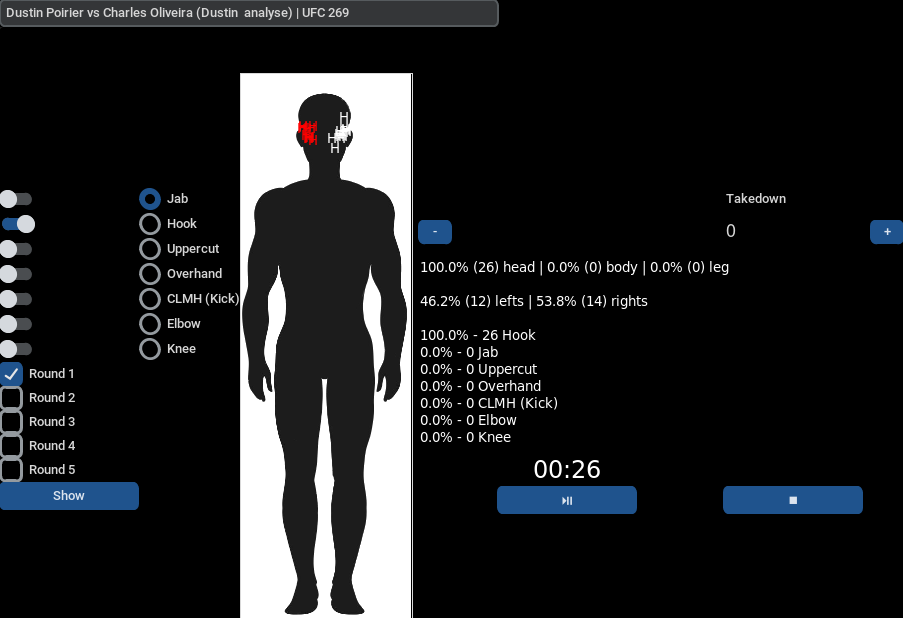 Dustin Poirier vs Charles Oliveira (Dustin  analyse) | UFC 269
Jab
Hook
Uppercut
Overhand
CLMH (Kick)
Elbow
Knee
Round 1
Round 2
Round 3
Round 4
Round 5
Show
H
H
H
Takedown
-
0
+
100.0% (26) head | 0.0% (0) body | 0.0% (0) leg
46.2% (12) lefts | 53.8% (14) rights
100.0% - 26 Hook
0.0% - 0 Jab
0.0% - 0 Uppercut
0.0% - 0 Overhand
0.0% - 0 CLMH (Kick)
0.0% - 0 Elbow
0.0% - 0 Knee
00:26